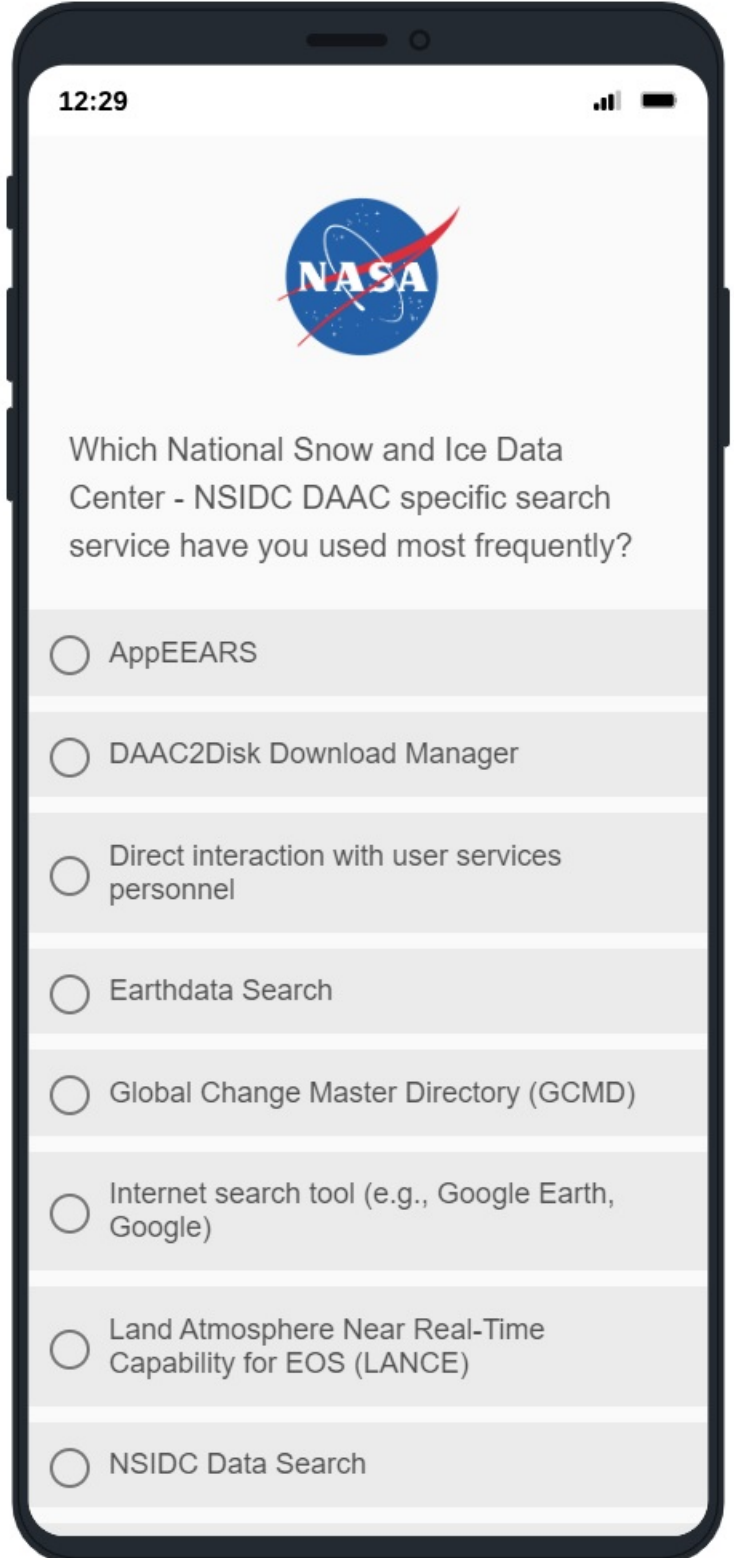 12:29
NASA
Which National Snow and Ice Data
Center - NSIDC DAAC specific search
service have you used most frequently?
AppEEARS
DAAC2Disk Download Manager
Direct interaction with user services
personnel
Earthdata Search
Global Change Master Directory (GCMD)
Internet search tool (e.g., Google Earth,
Google)
Land Atmosphere Near Real-Time
Capability for EOS (LANCE)
NSIDC Data Search